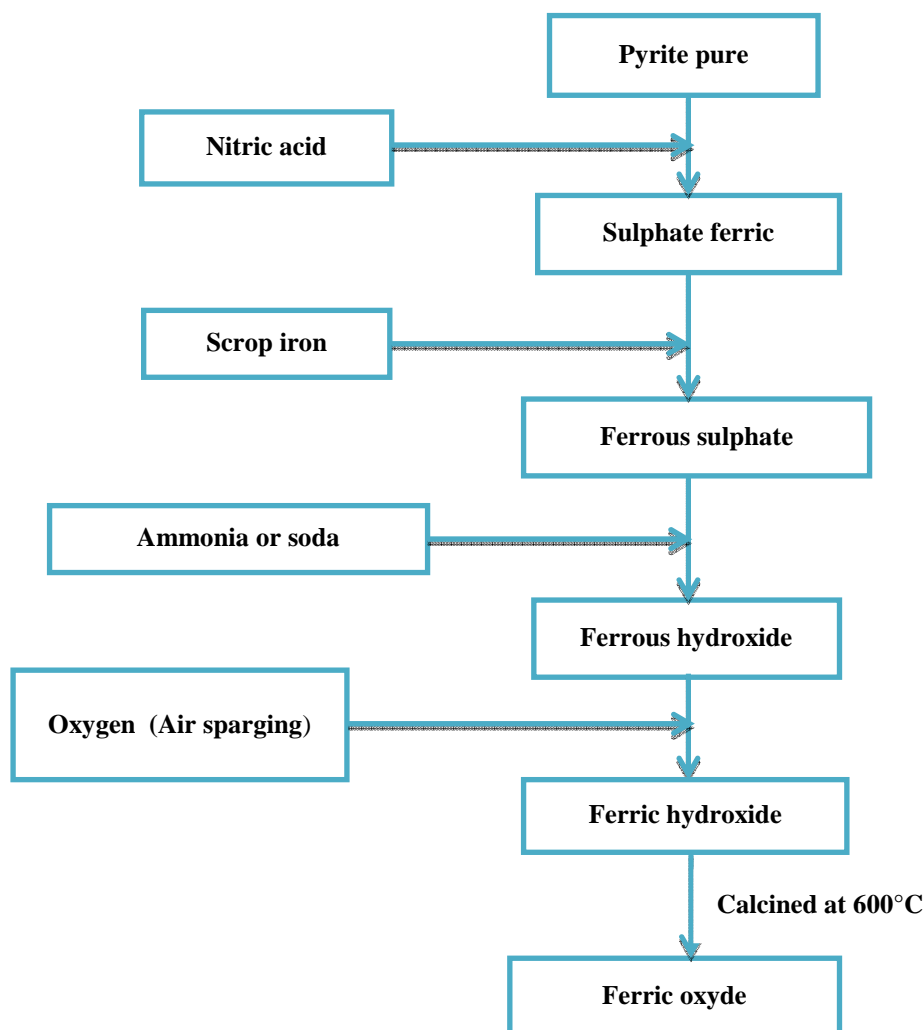 Pyrite pure
Nitric acid
Sulphate ferric
Scrop iron
Ferrous sulphate
Ammonia or soda
Ferrous hydroxide
Oxygen (Air sparging)
Ferric hydroxide
Calcined at 600°C
Ferric oxyde